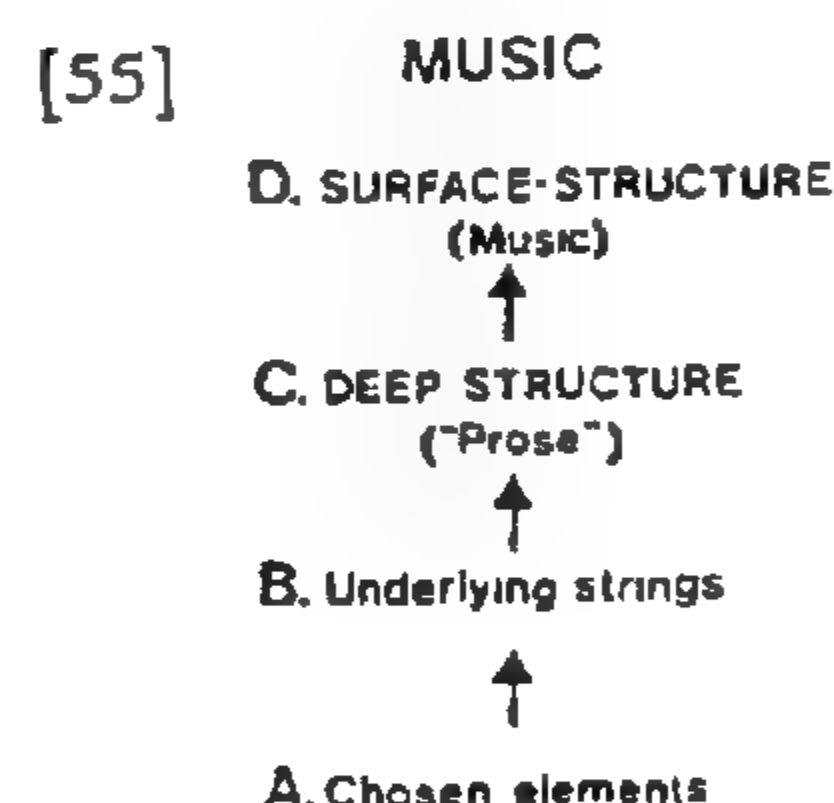 [55] MUSIC
D. SURFACE-STRUCTURE
(Music)
C. DEEP STRUCTURE
("Prose")
B. Underlying strings
A. Chosen elements